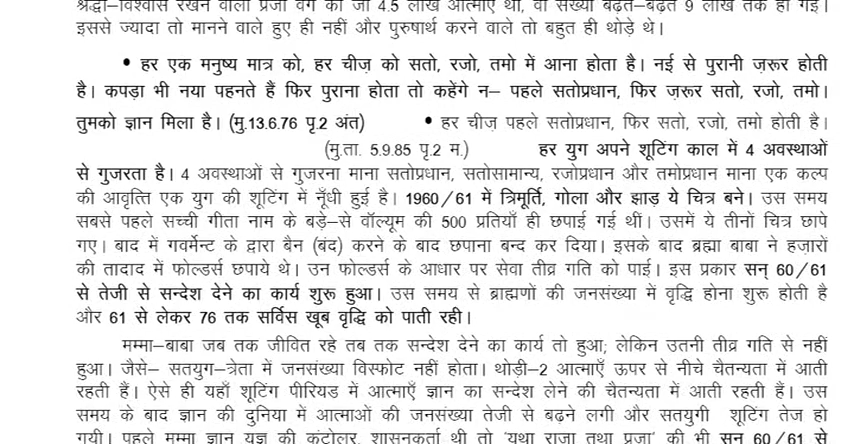 श्रद्धा–विश्वास रखने वाली प्रजा वर्ग की जो 4.5 लाख आत्माएँ थीं, वो संख्या बढ़ते–बढ़ते 9 लाख तक हो गई।
इससे ज्यादा तो मानने वाले हुए ही नहीं और पुरुषार्थ करने वाले तो बहुत ही थोड़े थे।
• हर एक मनुष्य मात्र को, हर चीज़ को सतो, रजो, तमो में आना होता है। नई से पुरानी ज़रूर होती
है। कपड़ा भी नया पहनते हैं फिर पुराना होता तो कहेंगे न– पहले सतोप्रधान, फिर ज़रूर सतो, रजो, तमो।
तुमको ज्ञान मिला है। (मु.13.6.76 पृ.2 अंत) • हर चीज़ पहले सतोप्रधान, फिर सतो, रजो, तमो होती है।
(मु.ता. 5.9.85 पृ.2 म.) हर युग अपने शूटिंग काल में 4 अवस्थाओं
से गुजरता है। 4 अवस्थाओं से गुजरना माना सतोप्रधान, सतोसामान्य, रजोप्रधान और तमोप्रधान माना एक कल्प
की आवृत्ति एक युग की शूटिंग में नूँधी हुई है। 1960/61 में त्रिमूर्ति, गोला और झाड़ ये चित्र बने। उस समय
सबसे पहले सच्ची गीता नाम के बड़े–से वॉल्यूम की 500 प्रतियाँ ही छपाई गई थीं। उसमें ये तीनों चित्र छापे
गए। बाद में गवर्मेन्ट के द्वारा बैन (बंद) करने के बाद छपाना बन्द कर दिया। इसके बाद ब्रह्मा बाबा ने हज़ारों
की तादाद में फोल्डर्स छपाये थे। उन फोल्डर्स के आधार पर सेवा तीव्र गति को पाई। इस प्रकार सन् 60/61
से तेजी से सन्देश देने का कार्य शुरू हुआ। उस समय से ब्राह्मणों की जनसंख्या में वृद्धि होना शुरू होती है
और 61 से लेकर 76 तक सर्विस खूब वृद्धि को पाती रही।
मम्मा–बाबा जब तक जीवित रहे तब तक सन्देश देने का कार्य तो हुआ; लेकिन उतनी तीव्र गति से नहीं
हुआ। जैसे– सतयुग–त्रेता में जनसंख्या विस्फोट नहीं होता। थोड़ी–2 आत्माएँ ऊपर से नीचे चैतन्यता में आती
रहती हैं। ऐसे ही यहाँ शूटिंग पीरियड में आत्माएँ ज्ञान का सन्देश लेने की चैतन्यता में आती रहती हैं। उस
समय के बाद ज्ञान की दुनिया में आत्माओं की जनसंख्या तेजी से बढ़ने लगी और सतयुगी शूटिंग तेज हो
गयी। पहले मम्मा ज्ञान यज्ञ की कंट्रोलर, शासनकर्ता थी तो 'यथा राजा तथा प्रजा' की भी सन् 60/61 से